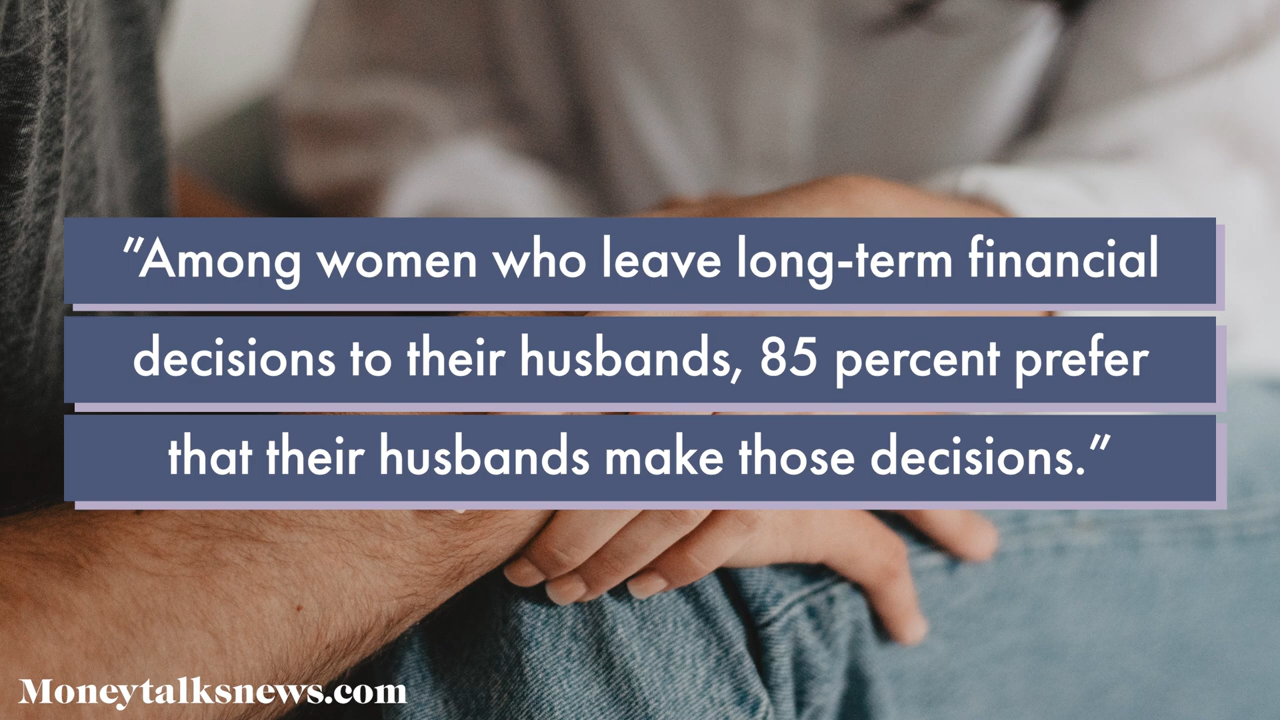 "Among women who leave long-term financial
decisions to their husbands, 85 percent prefer
that their husbands make those decisions."
Moneytalksnews.com